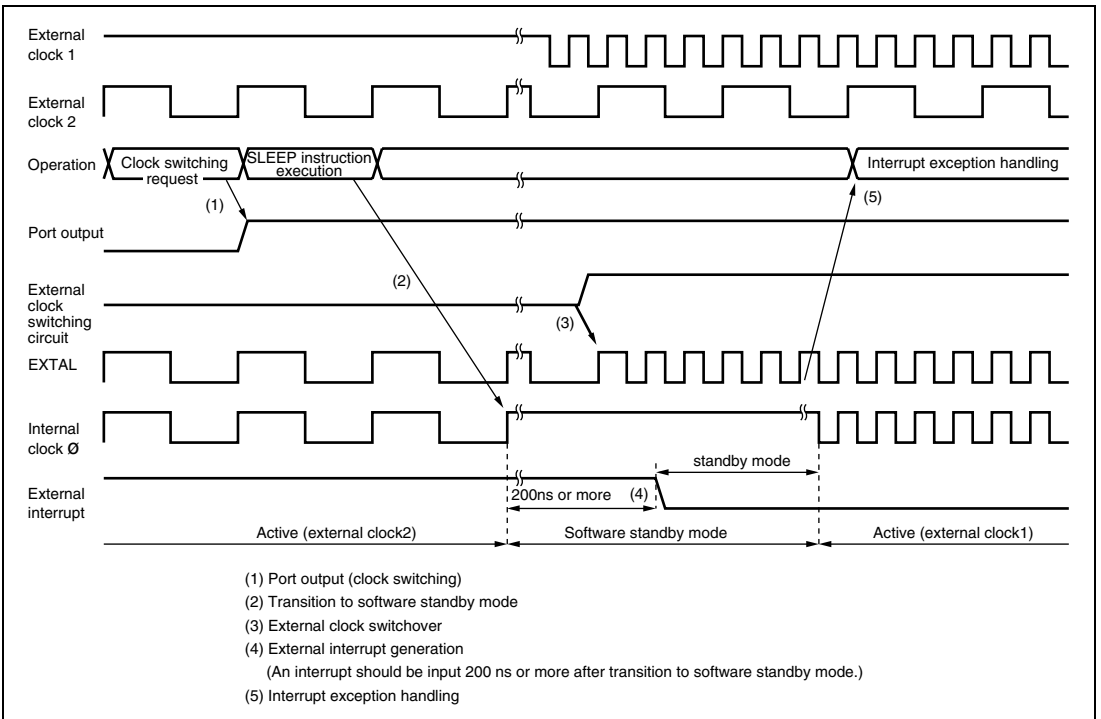 External
clock 1
External
clock 2
Operation
Clock switching
request
SLEEP instruction
execution
Interrupt exception handling
(1)
(5)
Port output
(2)
External
clock
switching
circuit
(3)
EXTAL
Internal
clock Ø
standby mode
External
interrupt
200ns or more
(4)
Active (external clock2)
Software standby mode
Active (external clock1)
(1) Port output (clock switching)
(2) Transition to software standby mode
(3) External clock switchover
(4) External interrupt generation
(An interrupt should be input 200 ns or more after transition to software standby mode.)
(5) Interrupt exception handling